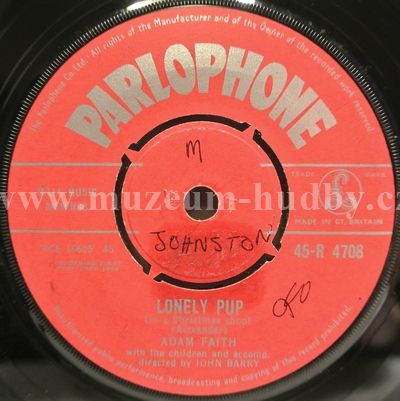 The Parlophone Co. Ltd. All rights of the Manufacturer and of the Owner of the recorded work reserved
PARLOPHONE
M
TRADE MARK
MADE IN GT. BRITAIN
www.muzeum-hudby.cz
JOHNSTON
45-R 4708
LONELY PUP
(in a Christmas shop)
(Alexander)
ADAM FAITH
with the children and accomp.
directed by JOHN BARRY
Unauthorised public performance, broadcasting and copying of this record prohibited